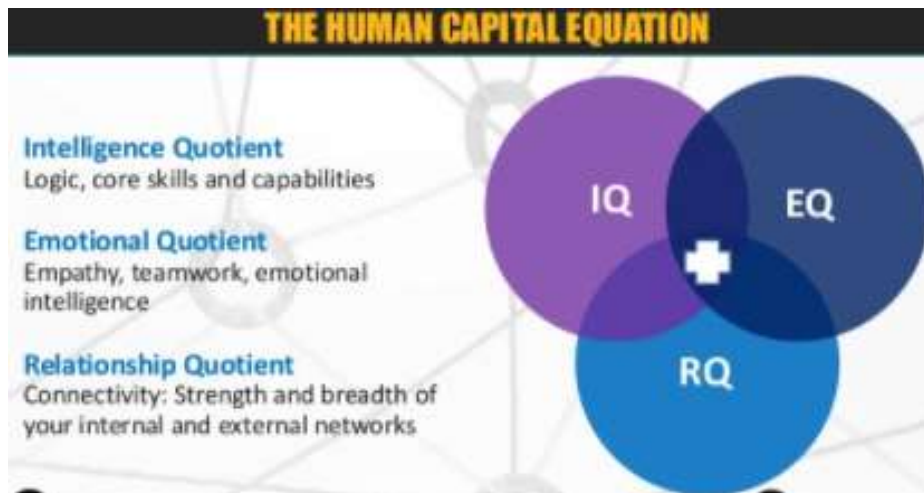 THE HUMAN CAPITAL EQUATION
Intelligence Quotient
Logic, core skills and capabilities
Emotional Quotient
Empathy, teamwork, emotional
intelligence
Relationship Quotient
Connectivity: Strength and breadth of
your internal and external networks
IQ
EQ
RQ